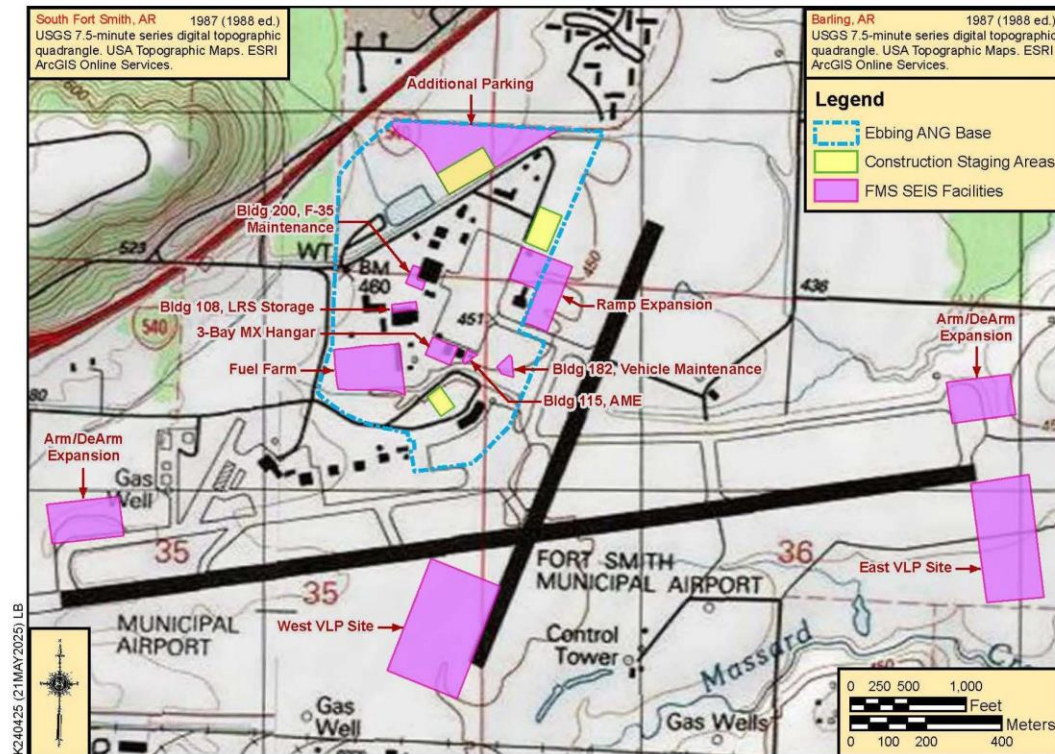 South Fort Smith, AR 1987 (1988 ed.)
USGS 7.5-minute series digital topographic
quadrangle. USA Topographic Maps. ESRI
ArcGIS Online Services.
Barling, AR 1987 (1988 ed.)
USGS 7.5-minute series digital topographic
quadrangle. USA Topographic Maps. ESRI
ArcGIS Online Services.
Legend
Ebbing ANG Base
Construction Staging Areas
FMS SEIS Facilities
600
Additional Parking
Bldg 200, F-35
Maintenance
523
WT
BM
460
450
436
Ramp Expansion
Bldg 108, LRS Storage
451
540
3-Bay MX Hangar
Arm/DeArm
Expansion
Fuel Farm
Bldg 182, Vehicle Maintenance
Bldg 115, AME
80
Arm/DeArm
Expansion
Gas
Well
35
35
36
FORT SMITH
MUNICIPAL AIRPORT
East VLP Site
MUNICIPAL
AIRPORT
West VLP Site
Control
Tower
Massard
Gas
Well
Gas Wells
0 250 500 1,000
Feet
Meters
0 100 200 400
K240425 (21MAY2025) LB